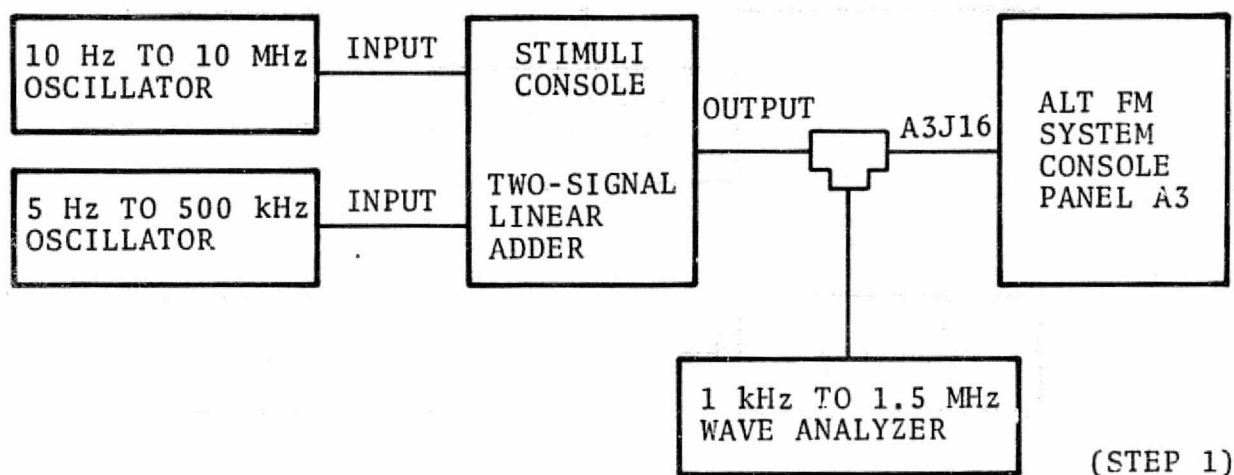 10 Hz TO 10 MHz
OSCILLATOR
INPUT
5 Hz TO 500 kHz
OSCILLATOR
INPUT
STIMULI
CONSOLE
TWO-SIGNAL
LINEAR
ADDER
OUTPUT
A3J16
ALT FM
SYSTEM
CONSOLE
PANEL A3
1 kHz TO 1.5 MHz
WAVE ANALYZER
(STEP 1)